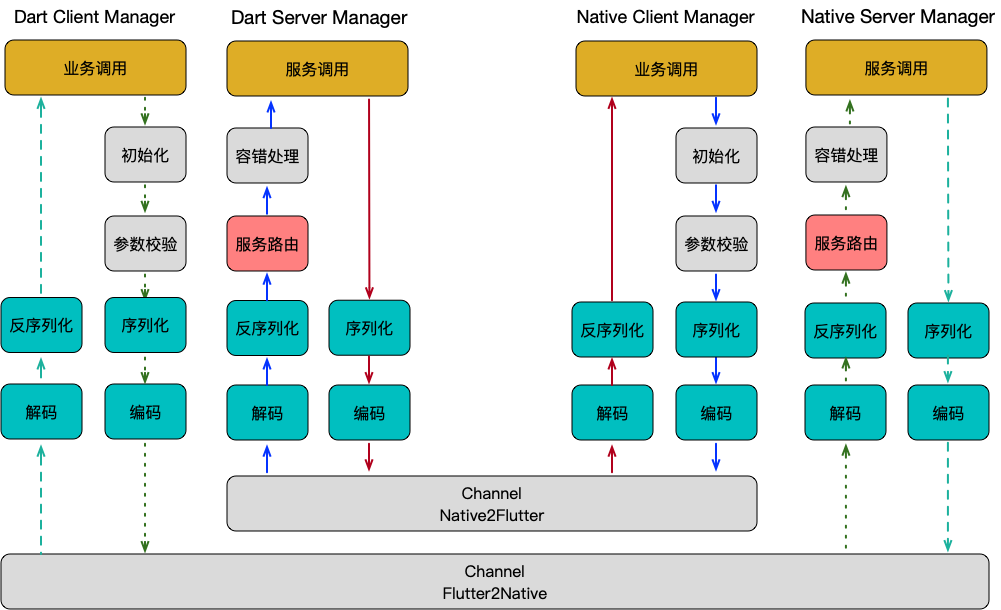 Dart Client Manager
Dart Server Manager
Native Client Manager
Native Server Manager
业务调用
服务调用
业务调用
服务调用
初始化
容错处理
初始化
容错处理
参数校验
服务路由
参数校验
服务路由
反序列化
序列化
反序列化
序列化
反序列化
序列化
反序列化
序列化
解码
编码
解码
编码
解码
编码
解码
编码
Channel
Native2Flutter
Channel
Flutter2Native